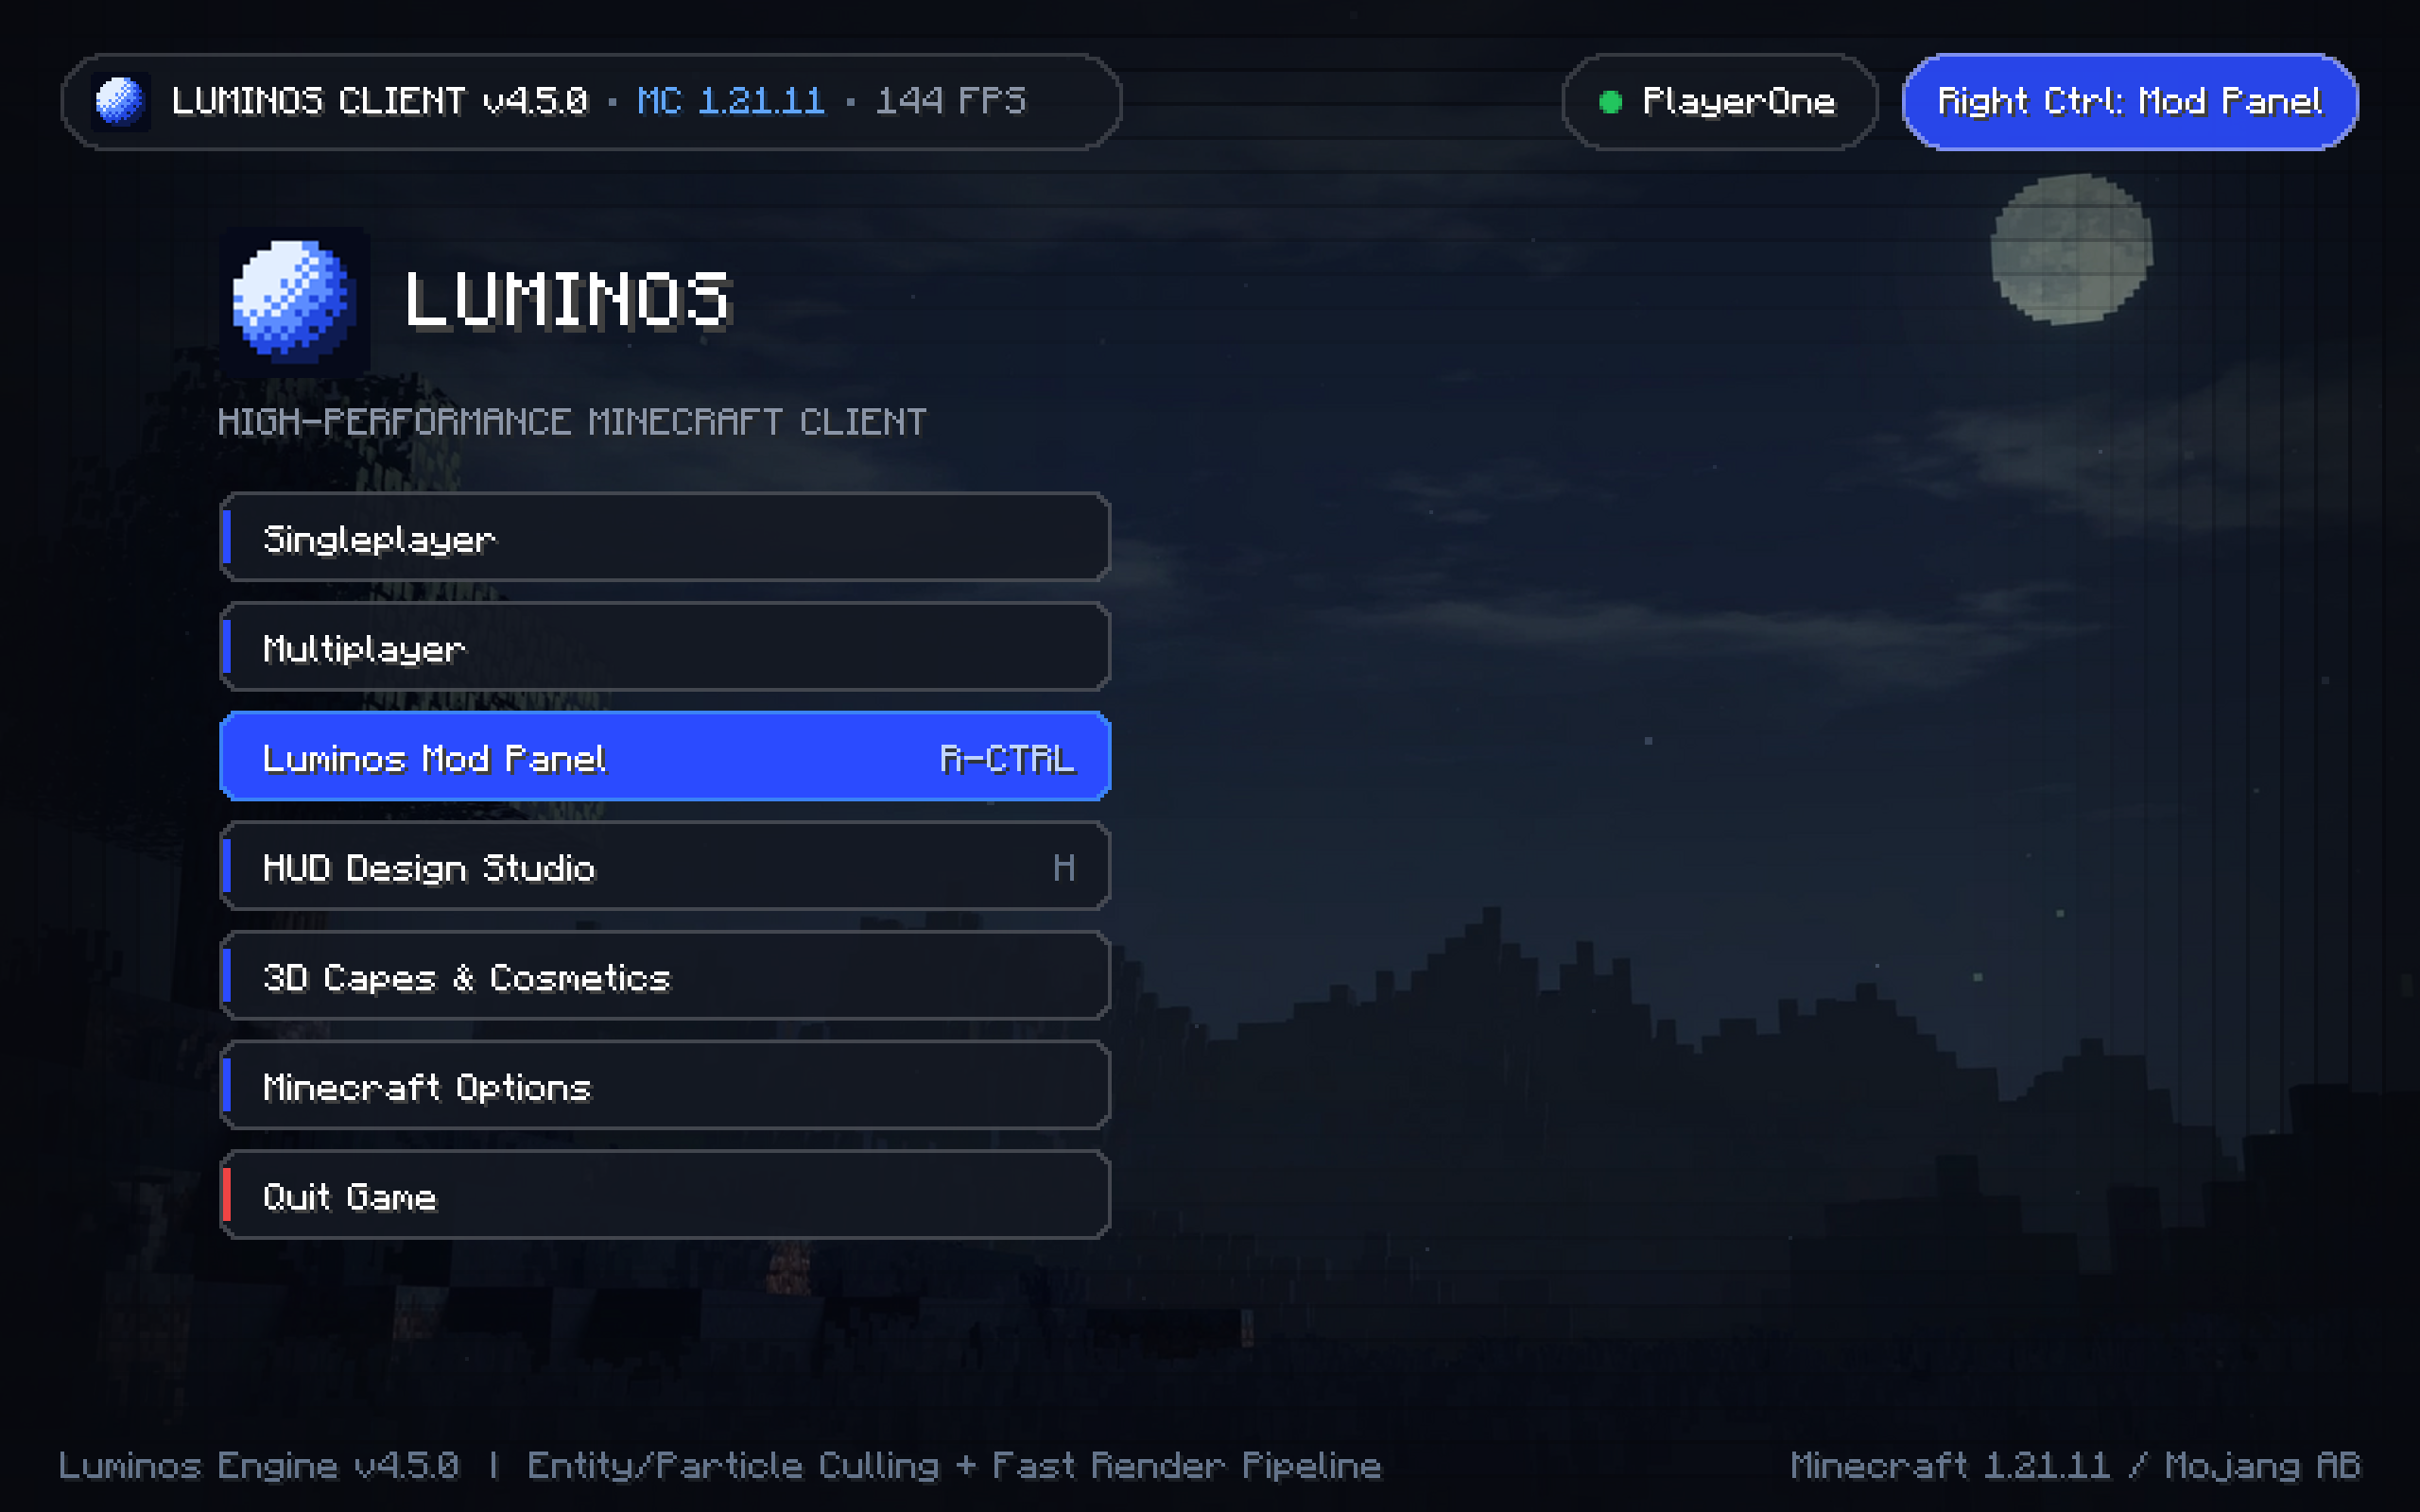 LUMINOS CLIENT v4.5.0 · MC 1.21.11 · 144 FPS
PlayerOne
Right Ctrl: Mod Panel
LUMINOS
HIGH-PERFORMANCE MINECRAFT CLIENT
Singleplayer
Multiplayer
Luminos Mod Panel R-CTRL
HUD Design Studio H
3D Capes & Cosmetics
Minecraft Options
Quit Game
Luminos Engine v4.5.0 | Entity/Particle Culling + Fast Render Pipeline
Minecraft 1.21.11 / Mojang AB